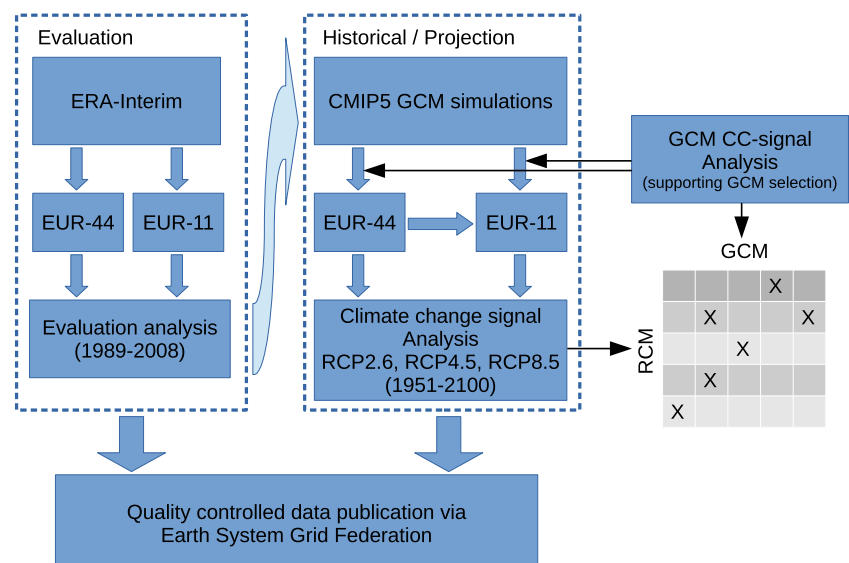 Evaluation
ERA-Interim
EUR-44
EUR-11
Evaluation analysis
(1989-2008)
Historical / Projection
CMIP5 GCM simulations
EUR-44
EUR-11
Climate change signal
Analysis
RCP2.6, RCP4.5, RCP8.5
(1951-2100)
GCM CC-signal
Analysis
(supporting GCM selection)
GCM
RCM
X
X X
X
X
X
Quality controlled data publication via
Earth System Grid Federation